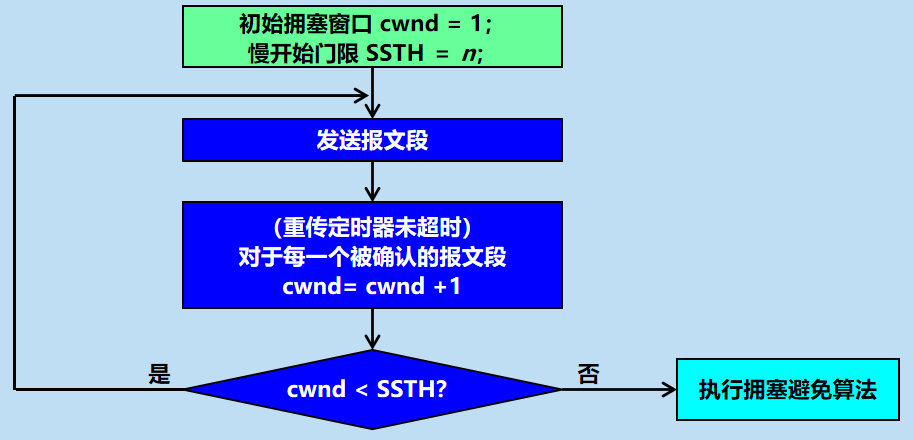 初始拥塞窗口 cwnd = 1;
慢开始门限 SSTH = n;
发送报文段
（重传定时器未超时）
对于每一个被确认的报文段
cwnd= cwnd +1
是
cwnd < SSTH?
否
执行拥塞避免算法